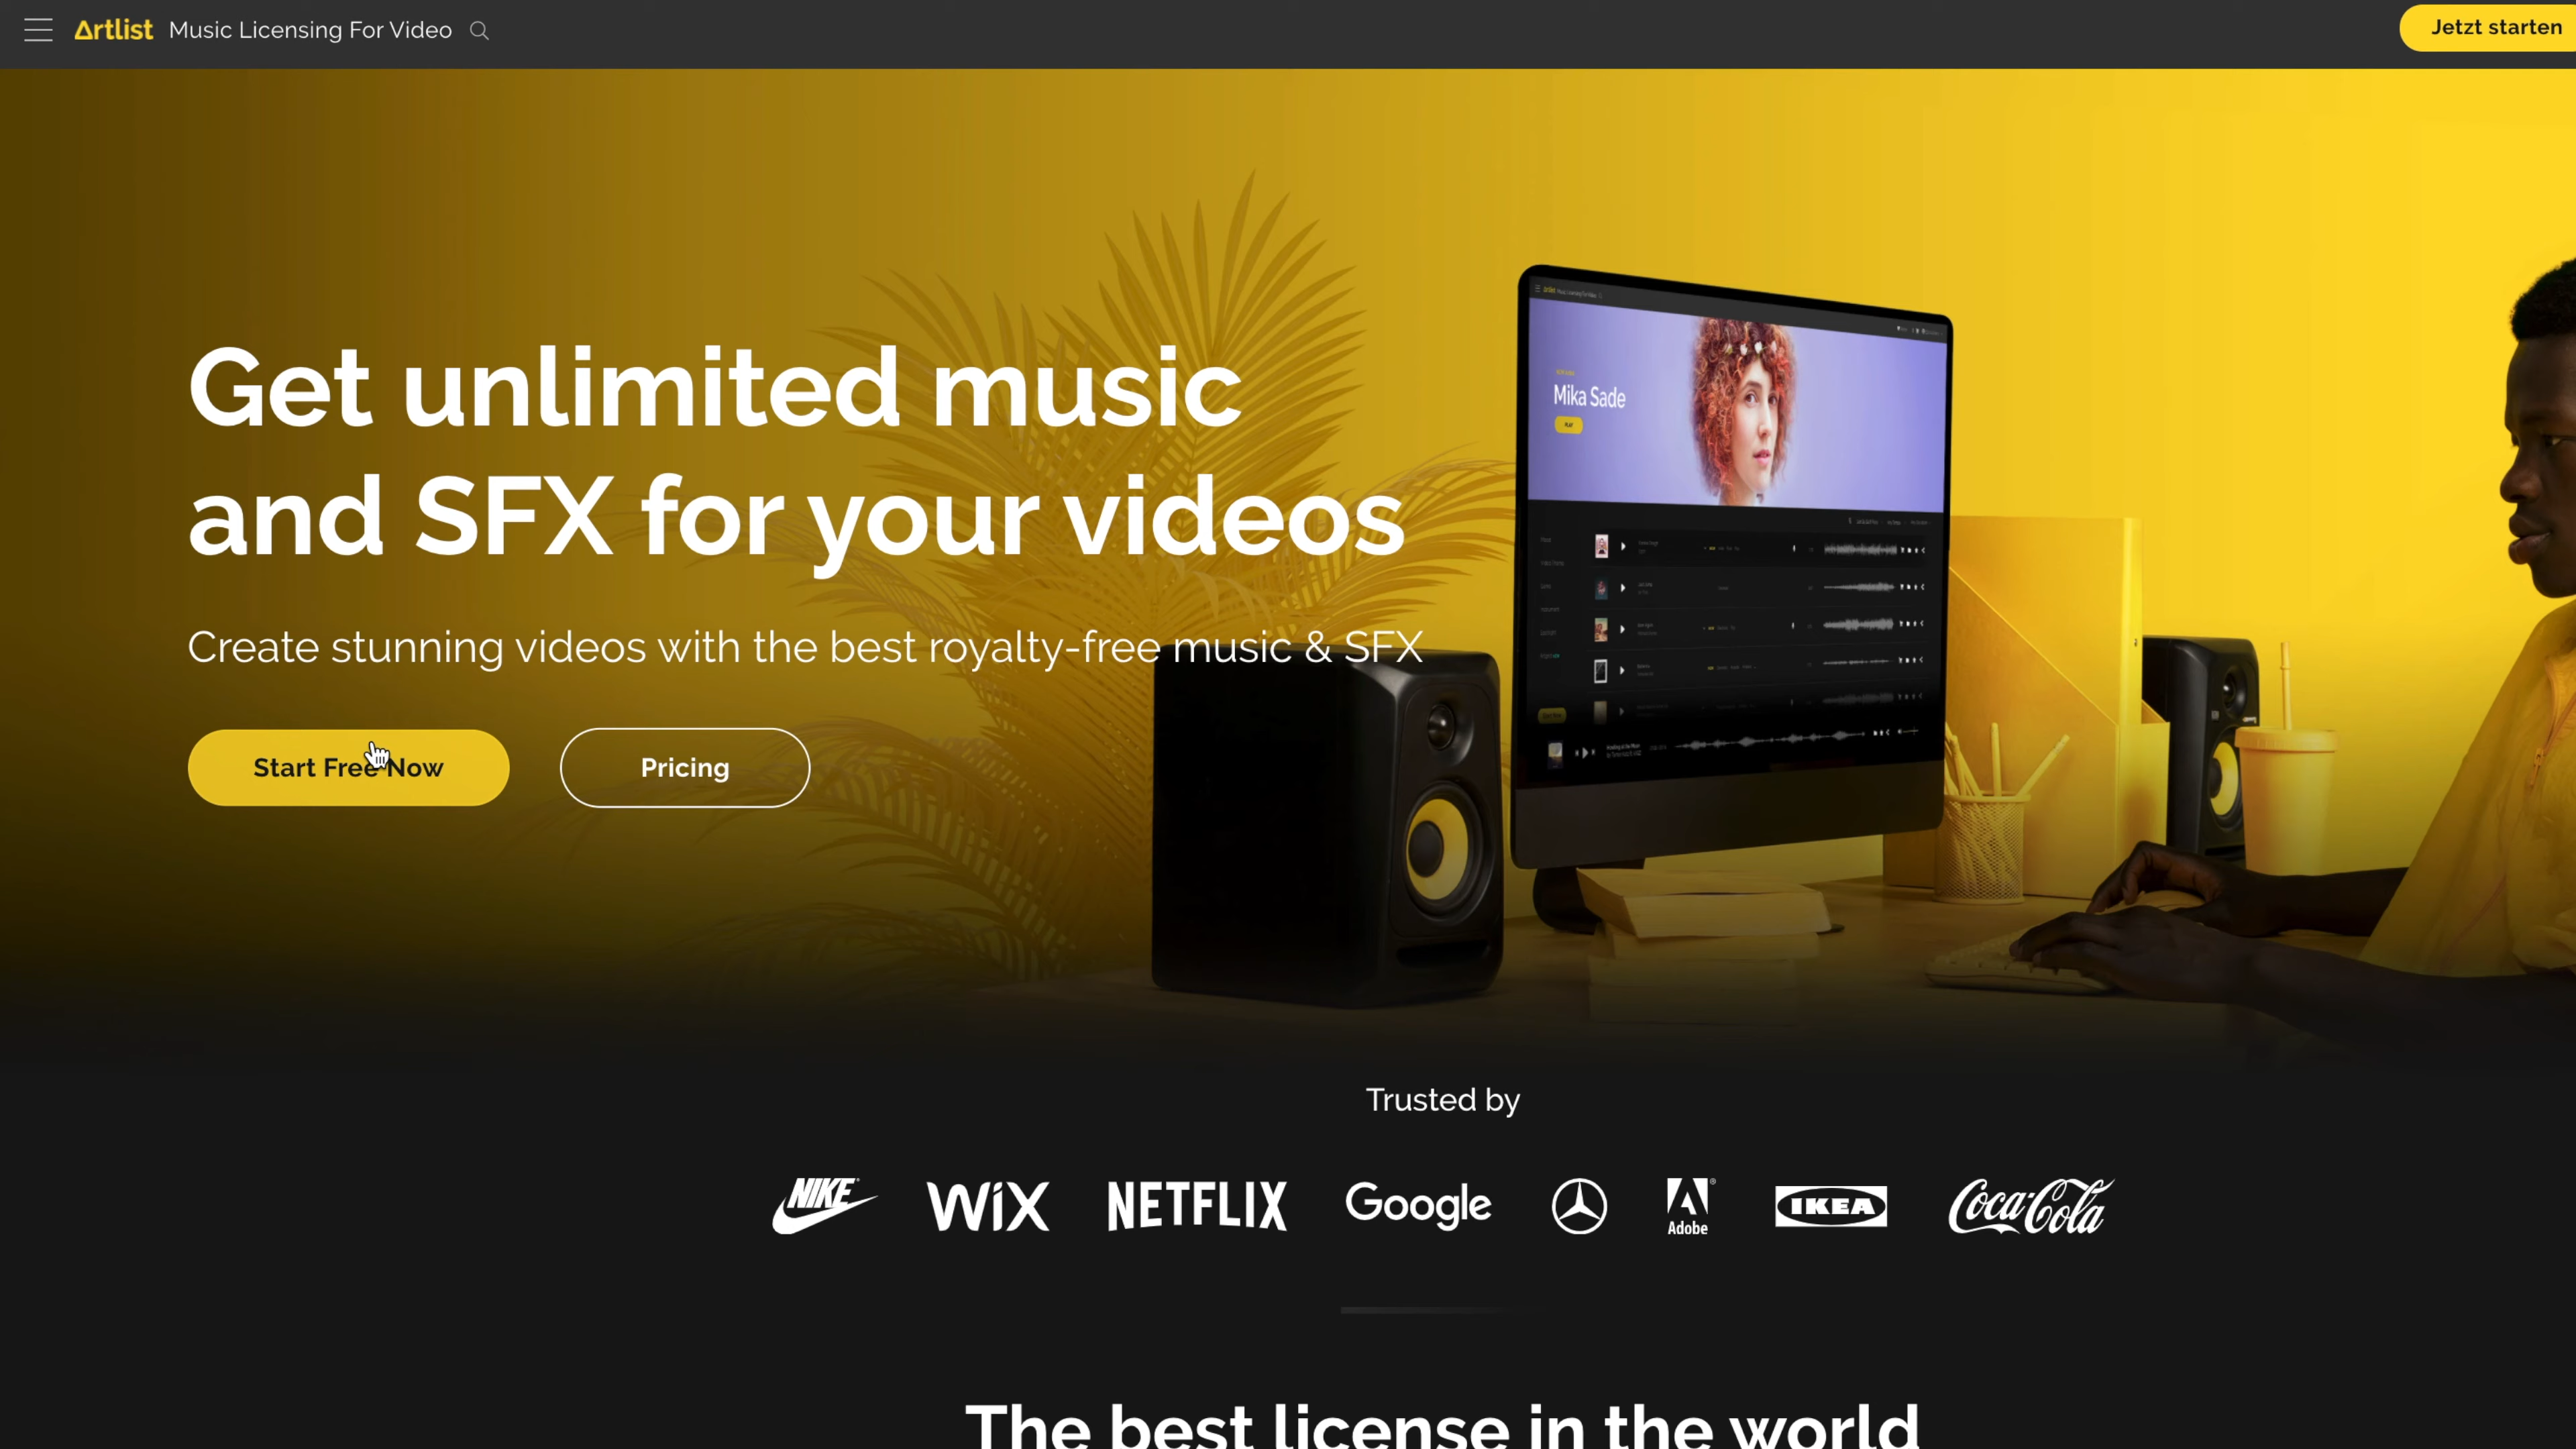 Artlist Music Licensing For Video
Jetzt starten
Get unlimited music
and SFX for your videos
Create stunning videos with the best royalty-free music & SFX
Start Free Now
Pricing
Mika Sade
PLAY
Trusted by
NIKE WiX NETFLIX Google Adobe IKEA Coca-Cola
The best license in the world